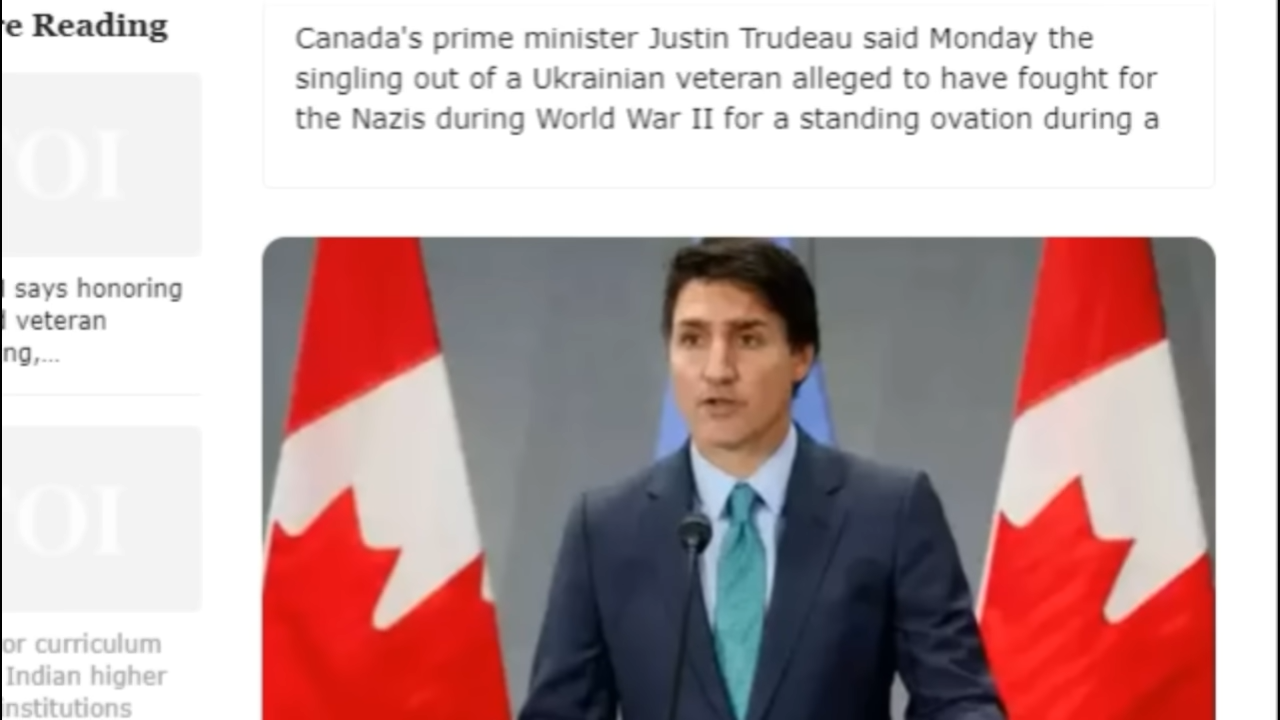 re Reading
OI
says honoring
veteran
ng,...
OI
or curriculum
Indian higher
institutions
Canada's prime minister Justin Trudeau said Monday the
singling out of a Ukrainian veteran alleged to have fought for
the Nazis during World War II for a standing ovation during a